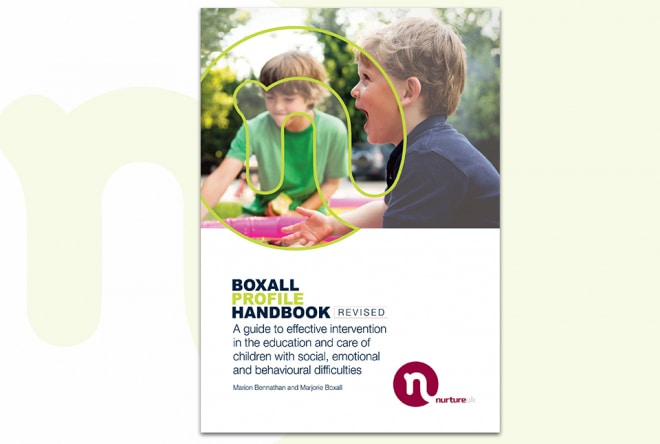 BOXALL
PROFILE
HANDBOOK REVISED
A guide to effective intervention
in the education and care of
children with social, emotional
and behavioural difficulties
Marion Bennathan and Marjorie Boxall
n
nurtureuk